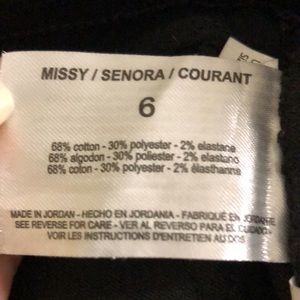 MISSY / SENORA / COURANT
6
68% cotton - 30% polyester - 2% elastane
68% algodon - 30% poliester - 2% elastano
68% coton - 30% polyester - 2% élasthanne
MADE IN JORDAN - HECHO EN JORDANIA - FABRIQUÉ EN JORDANIE
SEE REVERSE FOR CARE - VER AL REVERSO PARA EL CUIDADO -
VOIR LES INSTRUCTIONS D'ENTRETIEN AU DOS